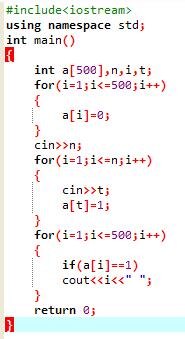 #include<iostream>
using namespace std;
int main()
{
int a[500],n,i,t;
for(i=1;i<=500;i++)
{
a[i]=0;
}
cin>>n;
for(i=1;i<=n;i++)
{
cin>>t;
a[t]=1;
}
for(i=1;i<=500;i++)
{
if(a[i]==1)
cout<<i<<" ";
}
return 0;
}